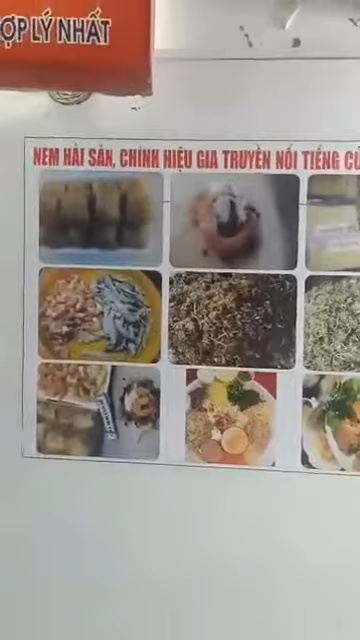 ỢP LÝ NHẤT
NEM HẢI SẢN, CHÍNH HIỆU GIA TRUYỀN NỔI TIẾNG